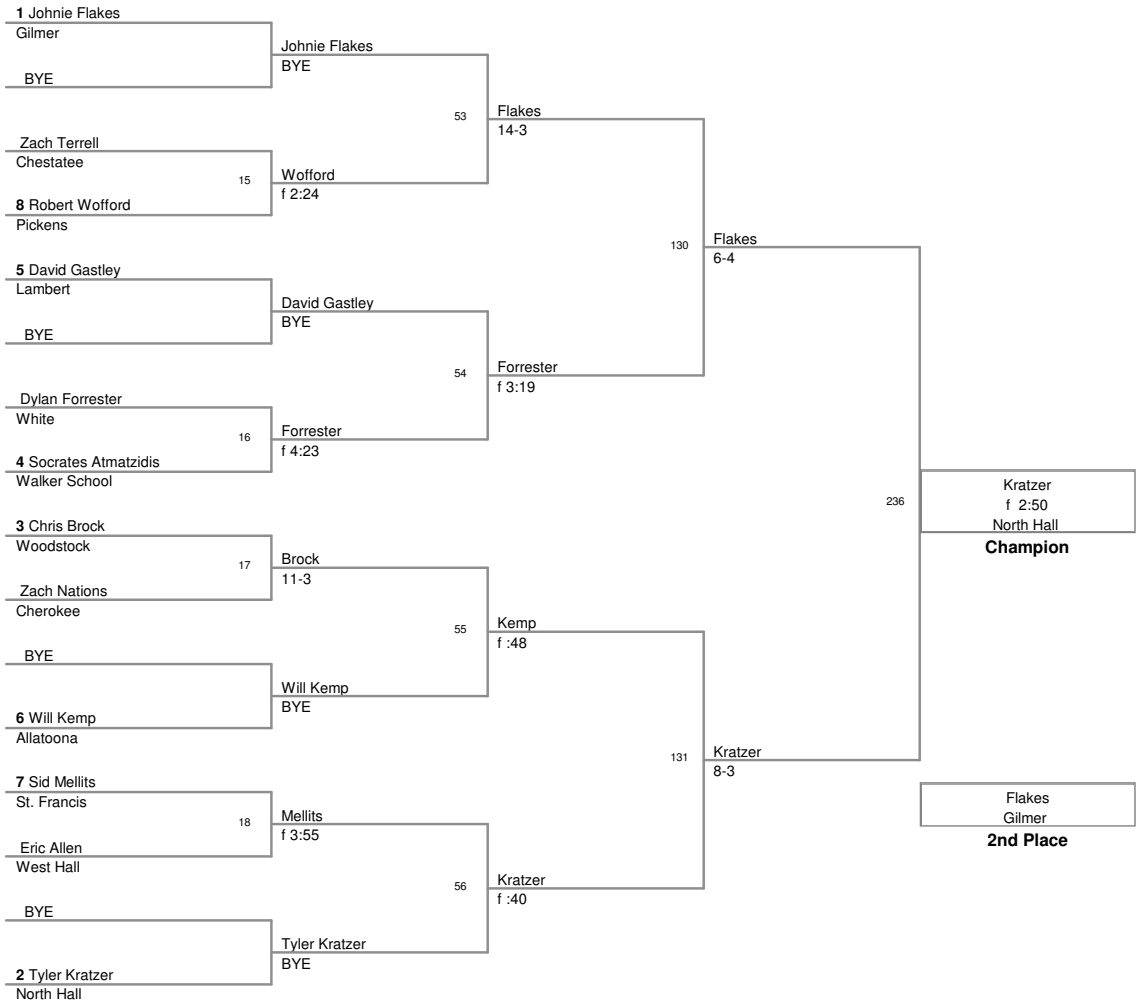 1 Johnie Flakes
Gilmer
BYE
Johnie Flakes
BYE
Zach Terrell
Chestatee
15
8 Robert Wofford
Pickens
Wofford
f 2:24
53
Flakes
14-3
5 David Gastley
Lambert
BYE
David Gastley
BYE
Dylan Forrester
White
16
4 Socrates Atmatzidis
Walker School
Forrester
f 4:23
54
Forrester
f 3:19
130
Flakes
6-4
3 Chris Brock
Woodstock
17
Zach Nations
Cherokee
Brock
11-3
BYE
6 Will Kemp
Allatoona
Will Kemp
BYE
55
Kemp
f :48
7 Sid Mellits
St. Francis
18
Eric Allen
West Hall
Mellits
f 3:55
BYE
2 Tyler Kratzer
North Hall
Tyler Kratzer
BYE
56
Kratzer
f :40
131
Kratzer
8-3
236
Kratzer
f 2:50
North Hall
Champion
Flakes
Gilmer
2nd Place